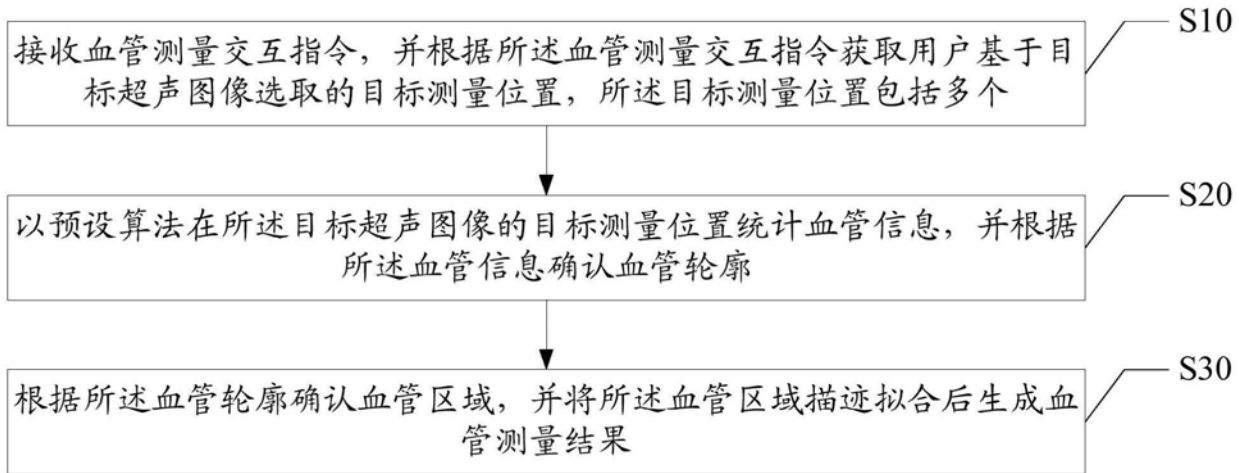 S10
接收血管测量交互指令，并根据所述血管测量交互指令获取用户基于目
标超声图像选取的目标测量位置，所述目标测量位置包括多个
S20
以预设算法在所述目标超声图像的目标测量位置统计血管信息，并根据
所述血管信息确认血管轮廓
S30
根据所述血管轮廓确认血管区域，并将所述血管区域描迹拟合后生成血
管测量结果